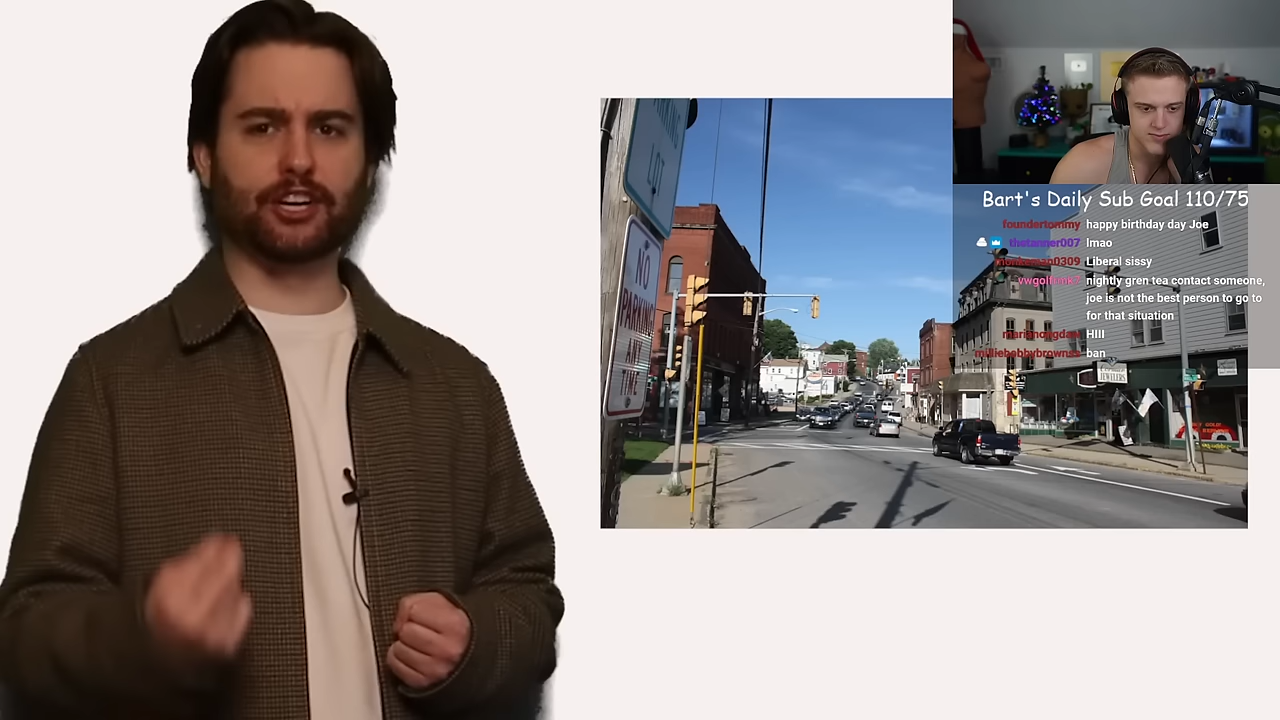 PARKING
LOT
NO
PARKING
ANY
TIME
Bart's Daily Sub Goal 110/75
foundertommy happy birthday day Joe
thetanner007 lmao
Liberal sissy
nightly gren tea contact someone,
joe is not the best person to go to
for that situation
HIII
ban
JEWELERS